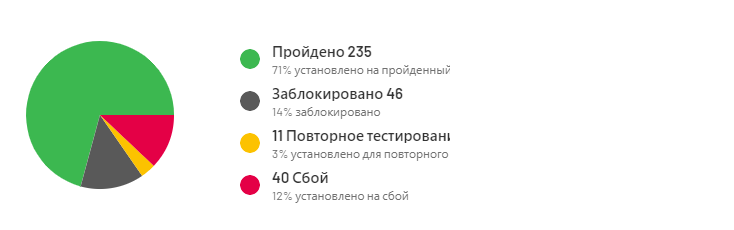 Пройдено 235
71% установлено на пройденный
Заблокировано 46
14% заблокировано
11 Повторное тестировани
3% установлено для повторного
40 Сбой
12% установлено на сбой